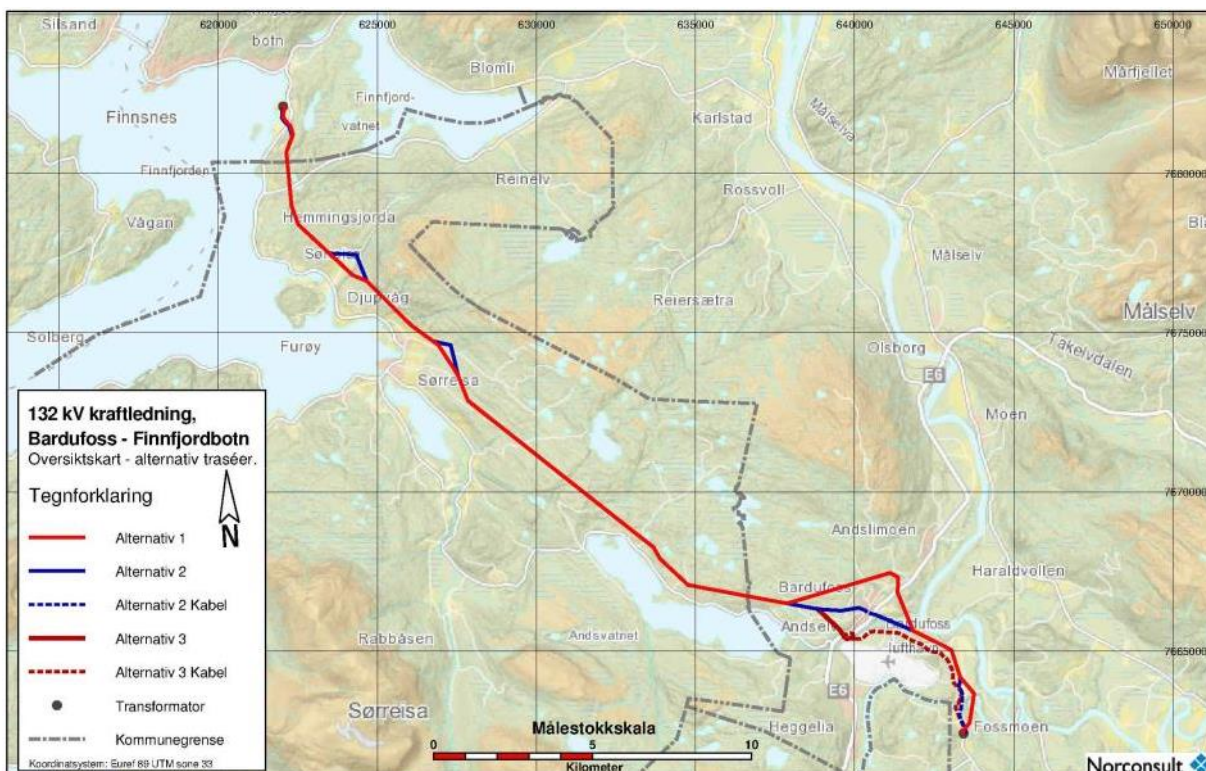 620000 625000 630000 635000 640000 645000 650000
Silsand
botn
Blomli
Mårfjellet
Finnfjord-
vatnet
Finnsnes
Karlstad
Målselva
Finnfjorden
7680000
Reinelv
Rossvoll
Vågan
Hemmingsjorda
Sørreisa
Målselv
Djupvåg
Reiersætra
Målselv
Solberg
7675000
Furøy
Olsborg
Takelvdalen
E6
Sørreisa
Moen
132 kV kraftledning,
Bardufoss - Finnfjordbotn
Oversiktskart - alternativ traséer.
Tegnforklaring
N
Alternativ 1
Alternativ 2
Alternativ 2 Kabel
Alternativ 3
Alternativ 3 Kabel
Transformator
Kommunegrense
Koordinatsystem: Euref 89 UTM sone 33
7670000
Andslimoen
Haraldvollen
Bardufoss
Andselv
Bardufoss
lufthavn
Rabbåsen
Andsvatnet
7665000
E6
Sørreisa
Heggelia
Fossmoen
Målestokkskala
0 5 10
Kilometer
Norconsult